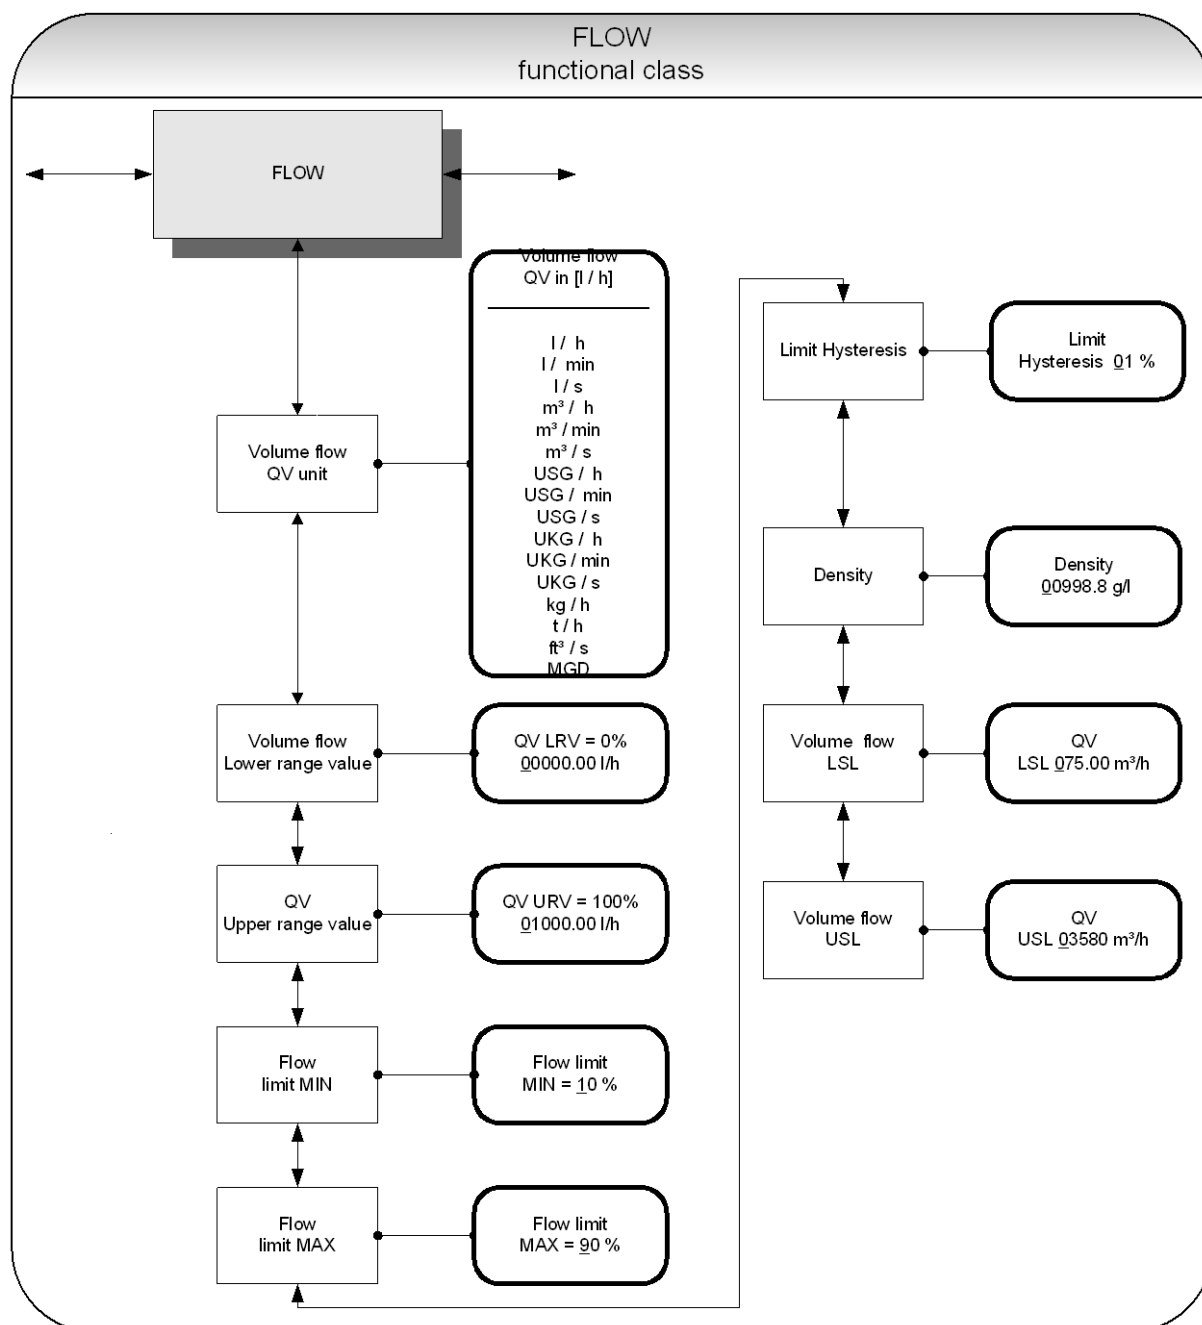 FLOW
functional class
FLOW
Volume flow
QV unit
Volume flow
QV in [l / h]
l / h
l / min
l / s
m³ / h
m³ / min
m³ / s
USG / h
USG / min
USG / s
UKG / h
UKG / min
UKG / s
kg / h
t / h
ft³ / s
MGD
Volume flow
Lower range value
QV LRV = 0%
00000.00 l/h
QV
Upper range value
QV URV = 100%
01000.00 l/h
Flow
limit MIN
Flow limit
MIN = 10 %
Flow
limit MAX
Flow limit
MAX = 90 %
Limit Hysteresis
Limit
Hysteresis 01 %
Density
Density
00998.8 g/l
Volume flow
LSL
QV
LSL 075.00 m³/h
Volume flow
USL
QV
USL 03580 m³/h